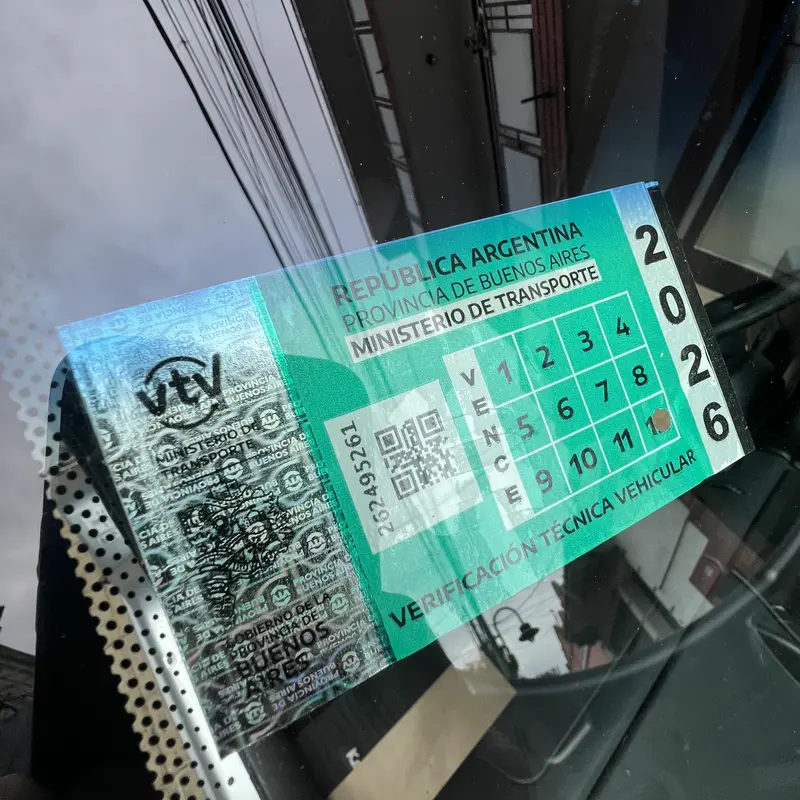 vtv
MINISTERIO DE
TRANSPORTE
GOBIERNO DE LA
PROVINCIA DE
BUENOS
AIRES
REPÚBLICA ARGENTINA
PROVINCIA DE BUENOS AIRES
MINISTERIO DE TRANSPORTE
262495261
VENCE
1 2 3 4
5 6 7 8
9 10 11
VERIFICACIÓN TÉCNICA VEHICULAR
2026